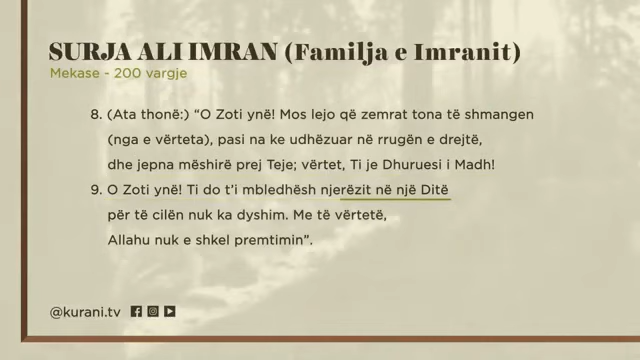 SURJA ALI IMRAN (Familja e Imranit)
Mekase - 200 vargje
8. (Ata thonë:) “O Zoti ynë! Mos lejo që zemrat tona të shmangen
(nga e vërteta), pasi na ke udhëzuar në rrugën e drejtë,
dhe jepna mëshirë prej Teje; vërtet, Ti je Dhuruesi i Madh!
9. O Zoti ynë! Ti do t’i mbledhësh njerëzit në një Ditë
për të cilën nuk ka dyshim. Me të vërtetë,
Allahu nuk e shkel premtimin”.
@kurani.tv